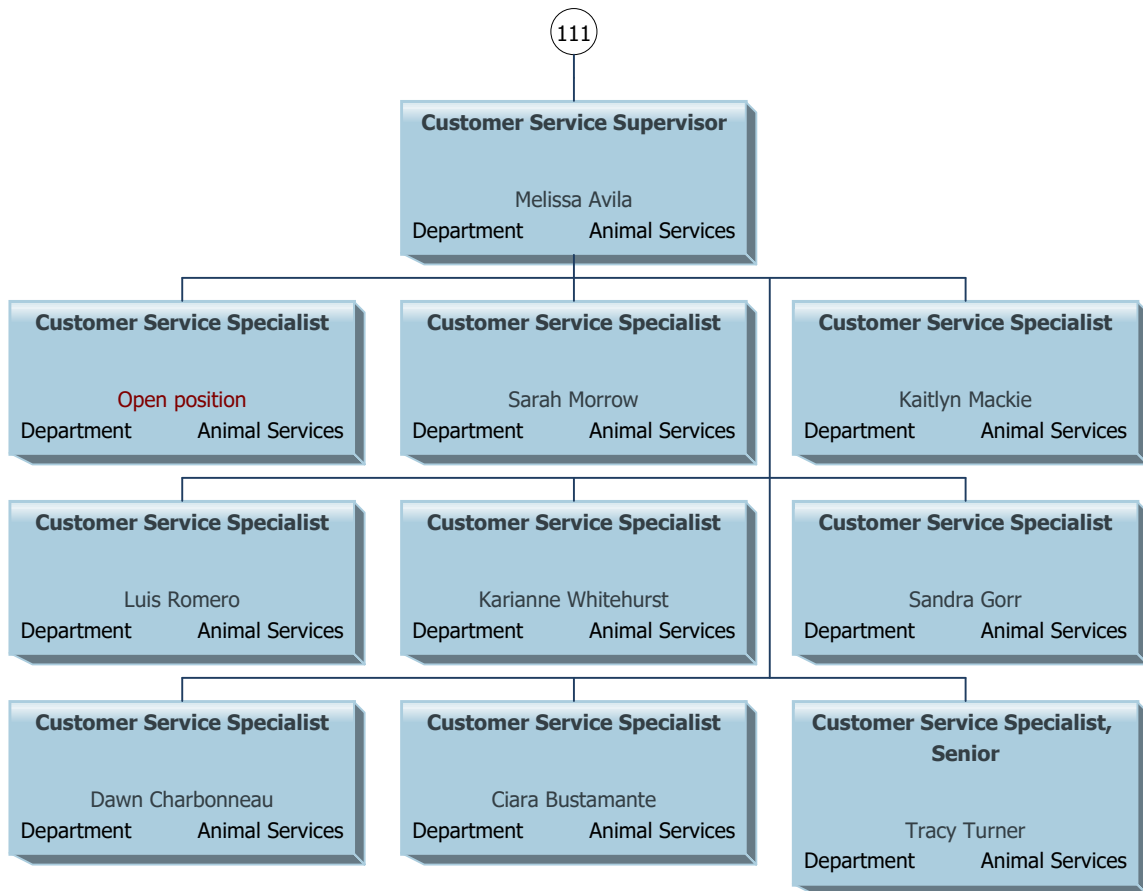 111
Customer Service Supervisor
Melissa Avila
Department Animal Services
Customer Service Specialist
Open position
Department Animal Services
Customer Service Specialist
Sarah Morrow
Department Animal Services
Customer Service Specialist
Kaitlyn Mackie
Department Animal Services
Customer Service Specialist
Luis Romero
Department Animal Services
Customer Service Specialist
Karianne Whitehurst
Department Animal Services
Customer Service Specialist
Sandra Gorr
Department Animal Services
Customer Service Specialist
Dawn Charbonneau
Department Animal Services
Customer Service Specialist
Ciara Bustamante
Department Animal Services
Customer Service Specialist,
Senior
Tracy Turner
Department Animal Services